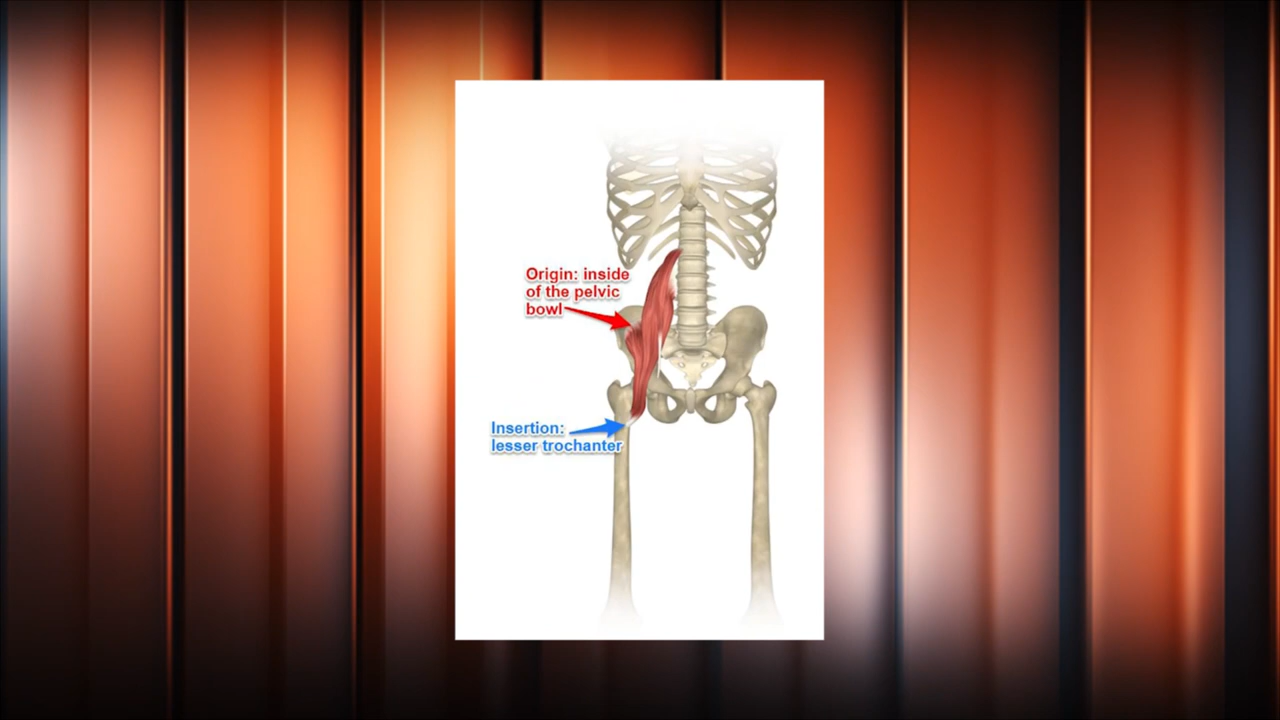 Origin: inside
of the pelvic
bowl
Insertion:
lesser trochanter